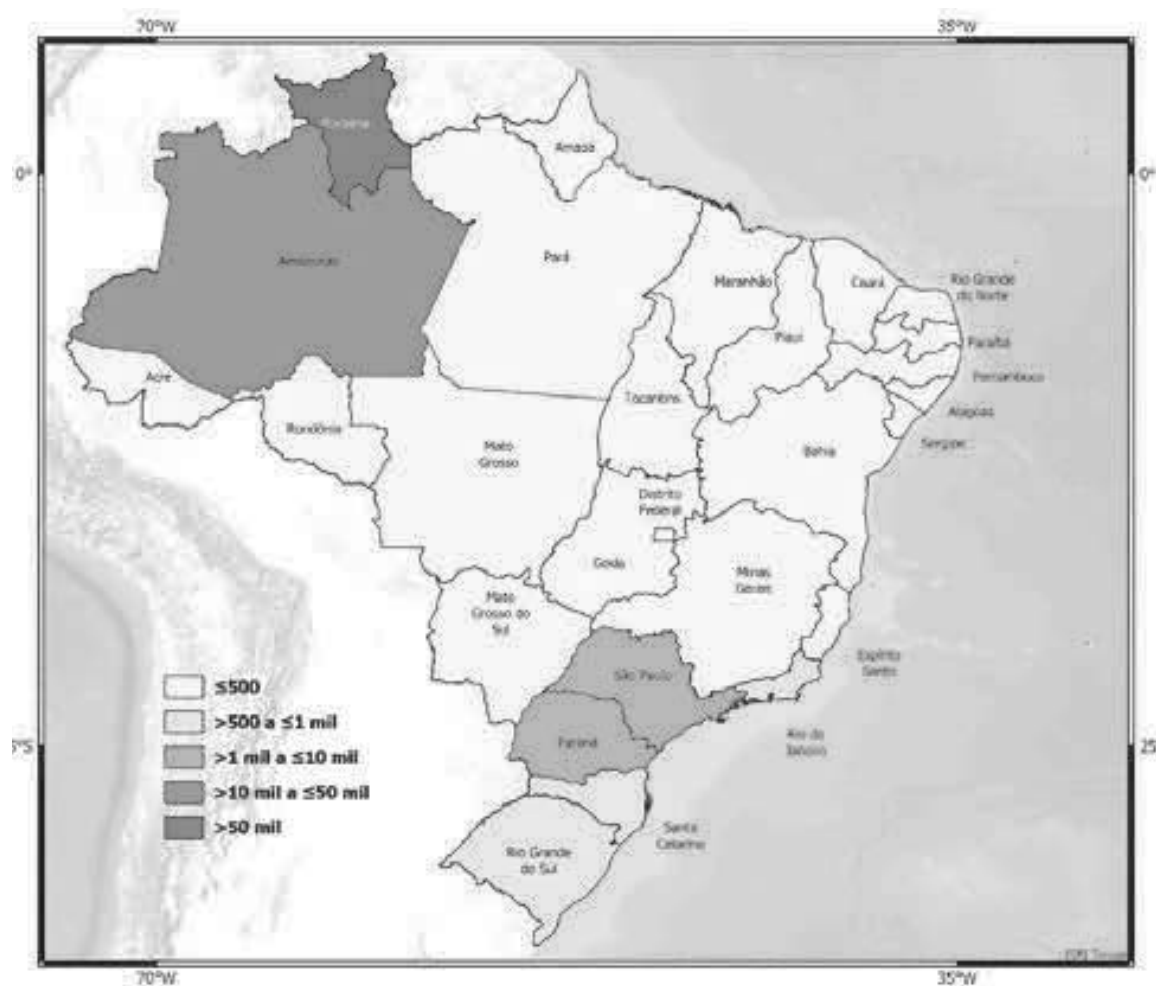 70°W
35°W
0°
0°
Roraima
Amapá
Amazonas
Pará
Maranhão
Ceará
Rio Grande
do Norte
Piauí
Paraíba
Acre
Tocantins
Pernambuco
Alagoas
Rondônia
Mato
Grosso
Bahia
Sergipe
Distrito
Federal
Goiás
Minas
Gerais
Mato
Grosso do
Sul
Espírito
Santo
São Paulo
≤500
>500 a ≤1 mil
Rio de
Janeiro
Paraná
25
>1 mil a ≤10 mil
>10 mil a ≤50 mil
>50 mil
Santa
Catarina
Rio Grande
do Sul
70°W
35°W